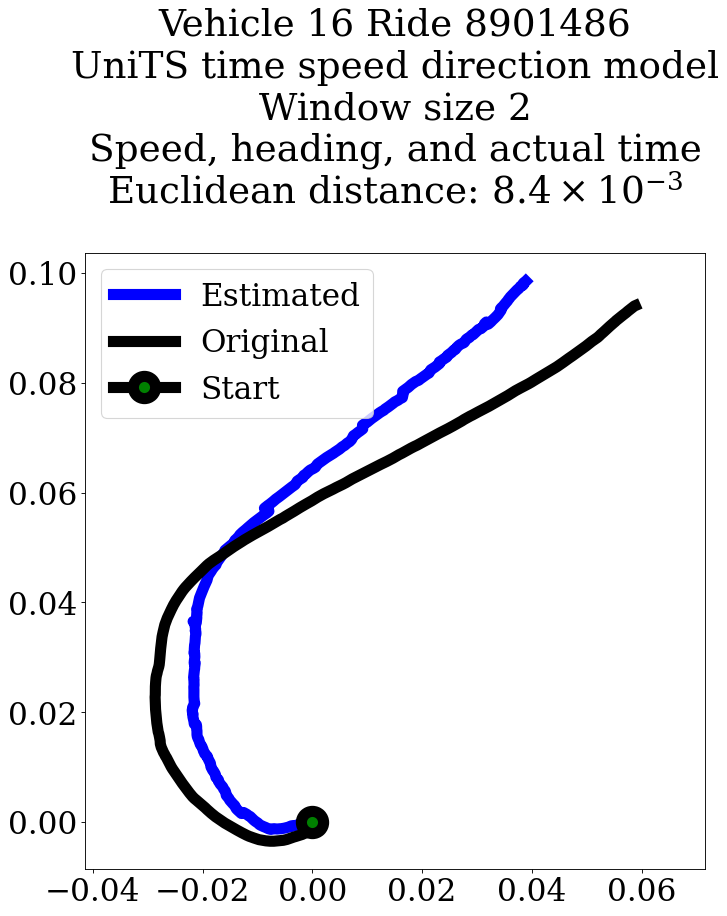 Vehicle 16 Ride 8901486
UniTS time speed direction model
Window size 2
Speed, heading, and actual time
Euclidean distance: 8.4 × 10⁻³
Estimated
Original
Start
0.10
0.08
0.06
0.04
0.02
0.00
−0.04 −0.02 0.00 0.02 0.04 0.06